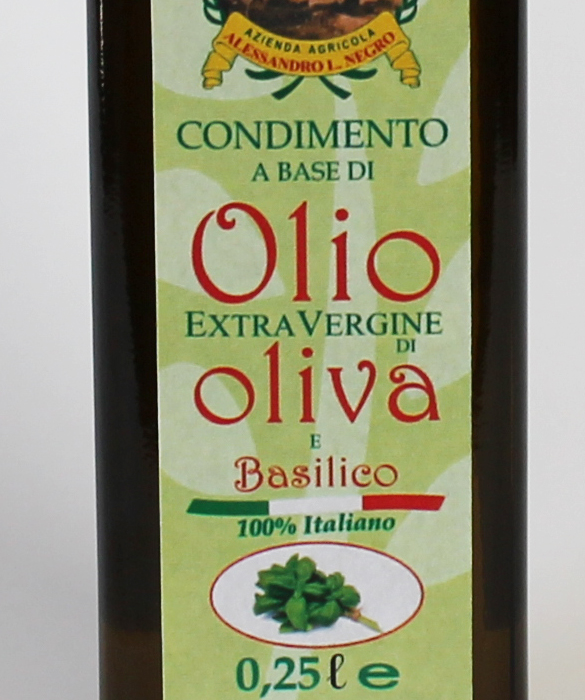 AZIENDA AGRICOLA
ALESSANDRO L. NEGRO
CONDIMENTO
A BASE DI
Olio
EXTRAVERGINE
DI
oliva
E
Basilico
100% Italiano
0,25 ℓ ℮